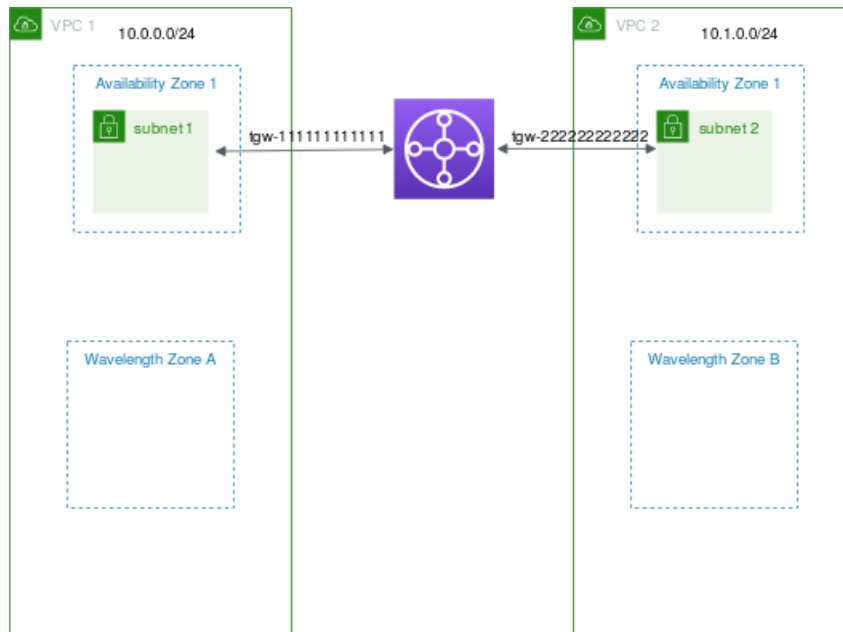 VPC 1
10.0.0.0/24
Availability Zone 1
subnet 1
tgw-111111111111
Wavelength Zone A
tgw-222222222222
VPC 2
10.1.0.0/24
Availability Zone 1
subnet 2
Wavelength Zone B